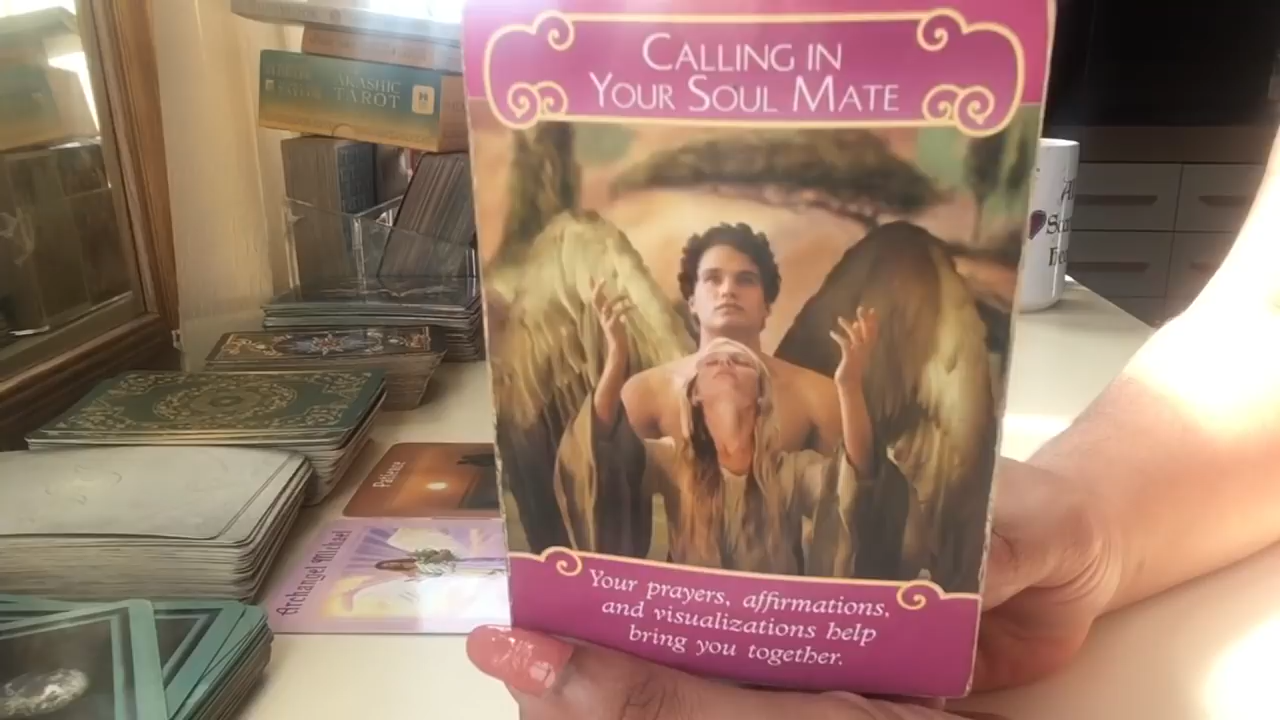 CALLING IN
YOUR SOUL MATE
AKASHIC
TAROT
Patience
Archangel Michael
Your prayers, affirmations,
and visualizations help
bring you together.